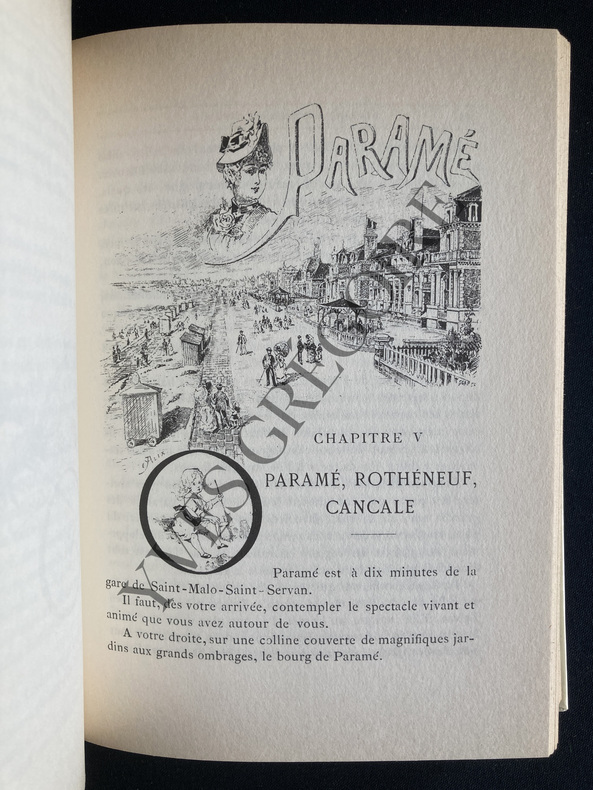 PARAMÉ
CHAPITRE V
PARAMÉ, ROTHÉNEUF,
CANCALE
Paramé est à dix minutes de la
gare de Saint-Malo-Saint-Servan.
Il faut, dès votre arrivée, contempler le spectacle vivant et
animé que vous avez autour de vous.
A votre droite, sur une colline couverte de magnifiques jar-
dins aux grands ombrages, le bourg de Paramé.
YVES GRÉGOIRE